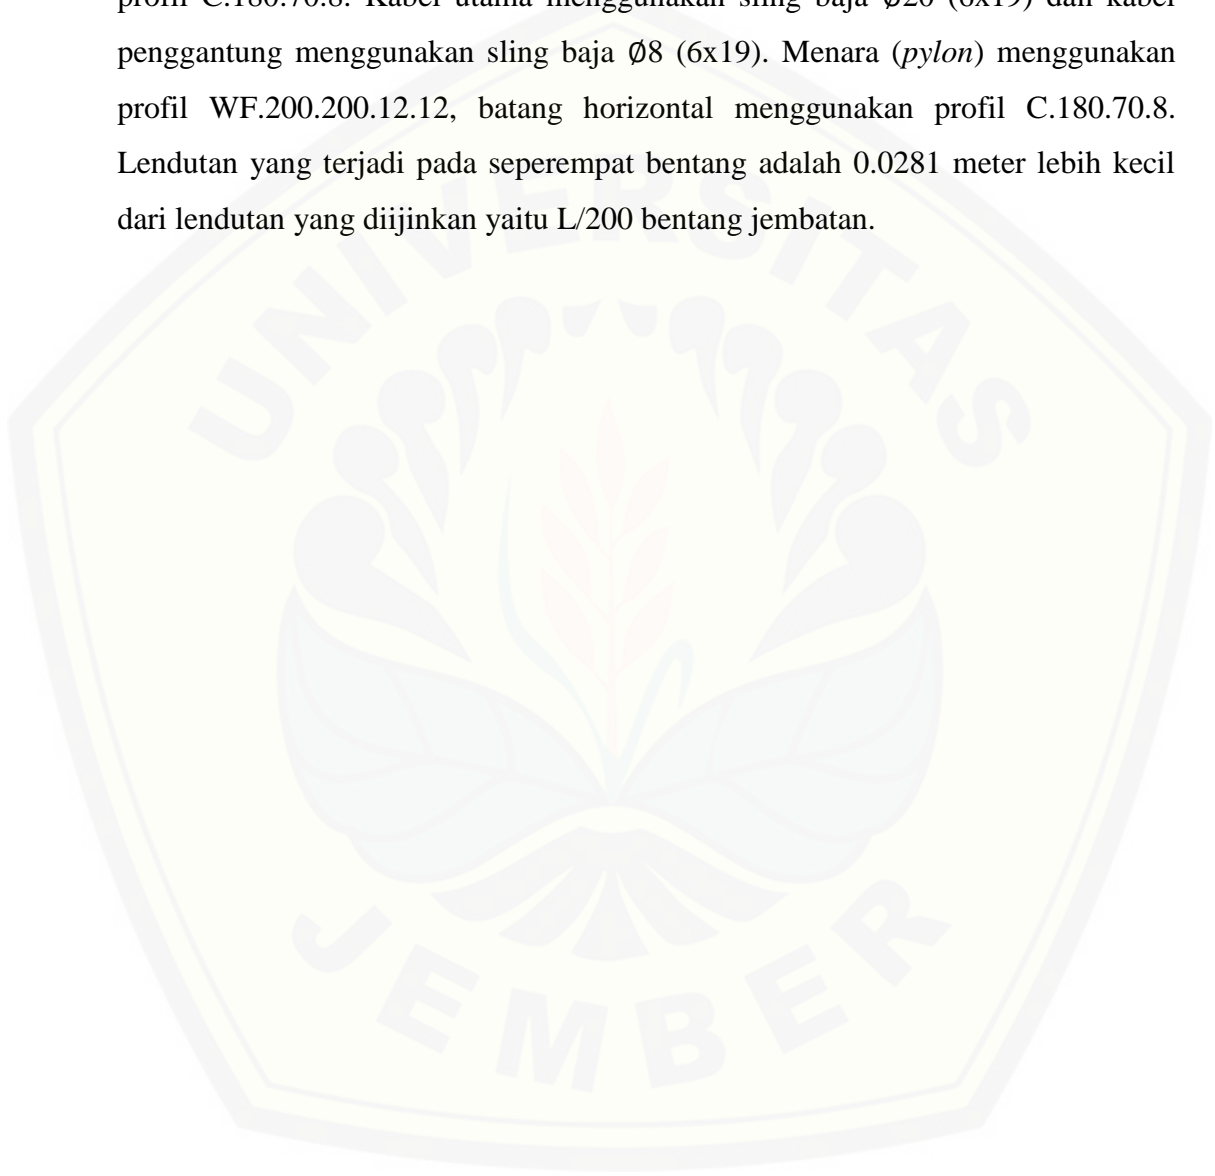 profil C.180.70.8. Kabel utama menggunakan sling baja Ø20 (6x19) dan kabel
penggantung menggunakan sling baja Ø8 (6x19). Menara (pylon) menggunakan
profil WF.200.200.12.12, batang horizontal menggunakan profil C.180.70.8.
Lendutan yang terjadi pada seperempat bentang adalah 0.0281 meter lebih kecil
dari lendutan yang diijinkan yaitu L/200 bentang jembatan.
UNIVERSITAS
JEMBER